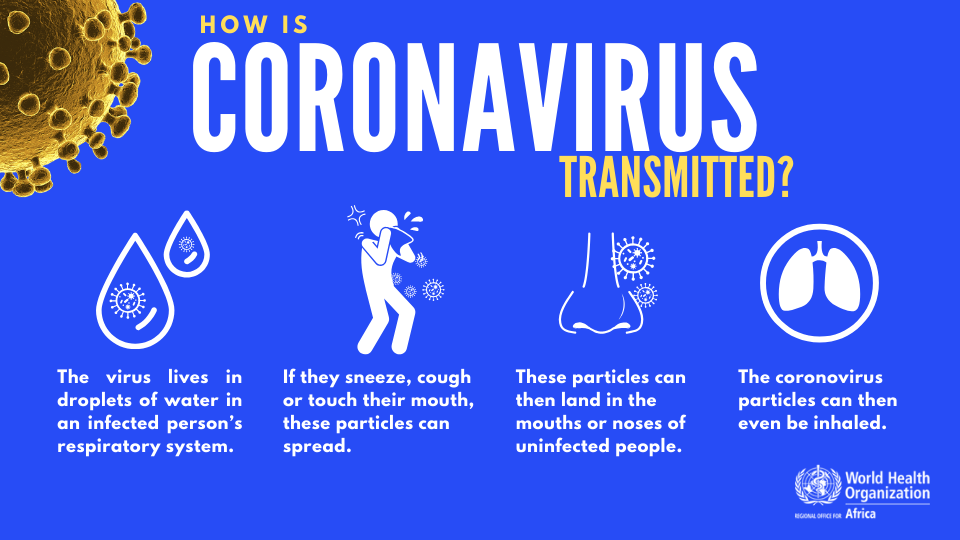 HOW IS
CORONAVIRUS
TRANSMITTED?
The virus lives in
droplets of water in
an infected person's
respiratory system.
If they sneeze, cough
or touch their mouth,
these particles can
spread.
These particles can
then land in the
mouths or noses of
uninfected people.
The coronovirus
particles can then
even be inhaled.
World Health
Organization
REGIONAL OFFICE FOR Africa